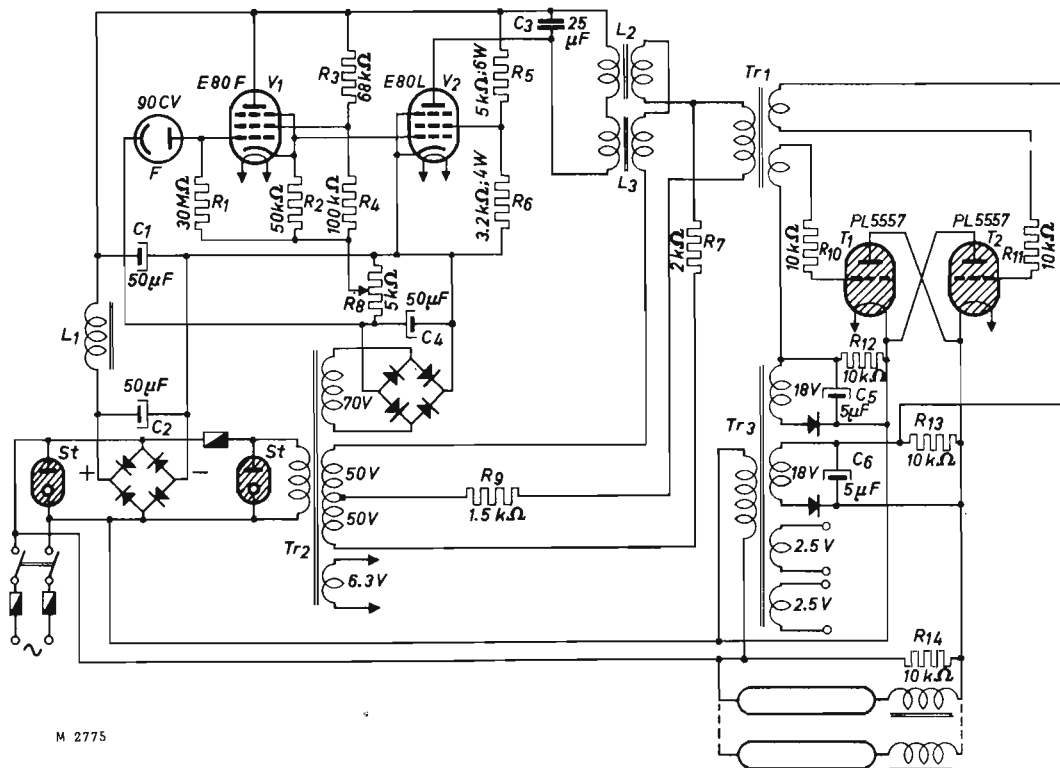 C3 25 µF
L2
Tr1
R3 68kΩ
E80F V1
E80L V2
5kΩ;6W R5
90CV
F
L3
30MΩ R1
50kΩ R2
100kΩ R4
3.2kΩ;4W R6
2kΩ R7
10kΩ R10
PL5557 T1
PL5557 T2
R11 10kΩ
C1 50µF
R8 5kΩ
50µF C4
L1
R12 10kΩ
18V
C5 5µF
50µF C2
70V
Tr3
R13 10kΩ
St
+
−
St
50V
R9 1.5kΩ
18V
C6 5µF
50V
Tr2
2.5V
6.3V
2.5V
~
R14 10kΩ
M 2775